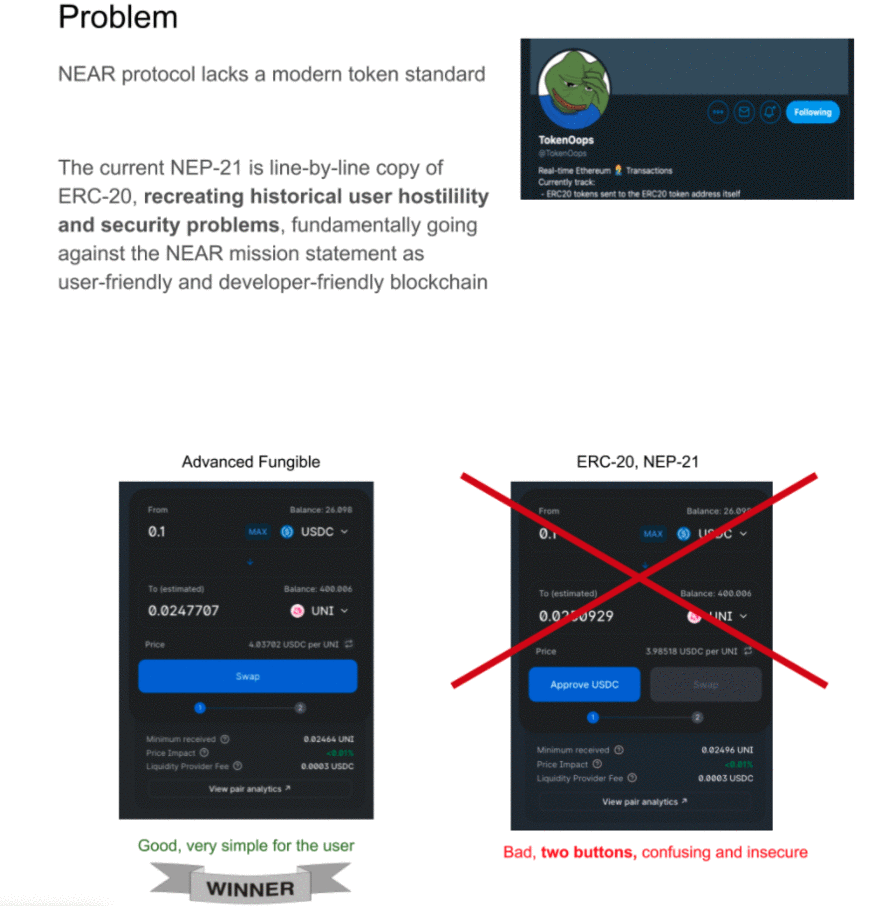 Problem
NEAR protocol lacks a modern token standard
The current NEP-21 is line-by-line copy of
ERC-20, recreating historical user hostilility
and security problems, fundamentally going
against the NEAR mission statement as
user-friendly and developer-friendly blockchain
Following
TokenOops
@TokenOops
Real-time Ethereum 🤦 Transactions
Currently track:
- ERC20 tokens sent to the ERC20 token address itself
Advanced Fungible
From
Balance: 26.098
0.1
MAX
USDC
To (estimated)
Balance: 400.006
0.0247707
UNI
Price
4.03702 USDC per UNI
Swap
1
2
Minimum received
0.02464 UNI
Price Impact
<0.01%
Liquidity Provider Fee
0.0003 USDC
View pair analytics ↗
Good, very simple for the user
WINNER
ERC-20, NEP-21
From
Balance: 26.098
0.1
MAX
USDC
To (estimated)
Balance: 400.006
0.0250929
UNI
Price
3.98518 USDC per UNI
Approve USDC
Swap
1
2
Minimum received
0.02496 UNI
Price Impact
<0.01%
Liquidity Provider Fee
0.0003 USDC
View pair analytics ↗
Bad, two buttons, confusing and insecure